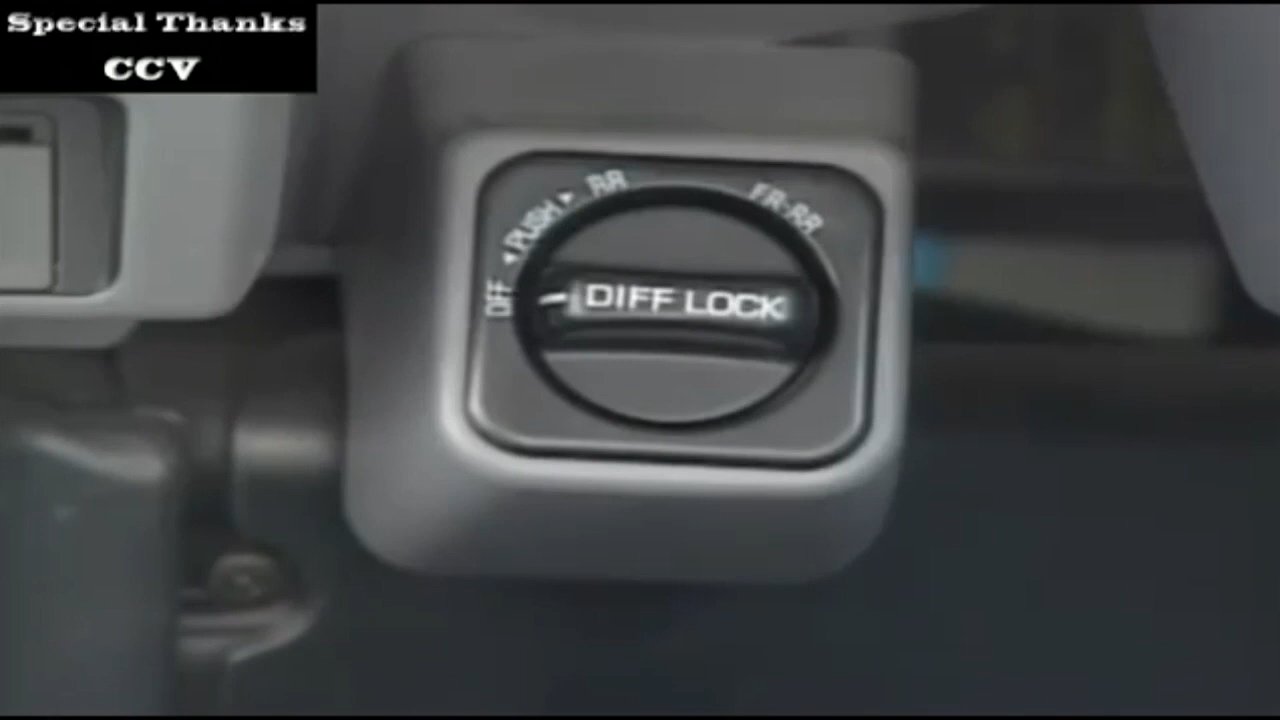 Special Thanks
CCV
OFF ◂PUSH▸ RR FR·RR
DIFF LOCK